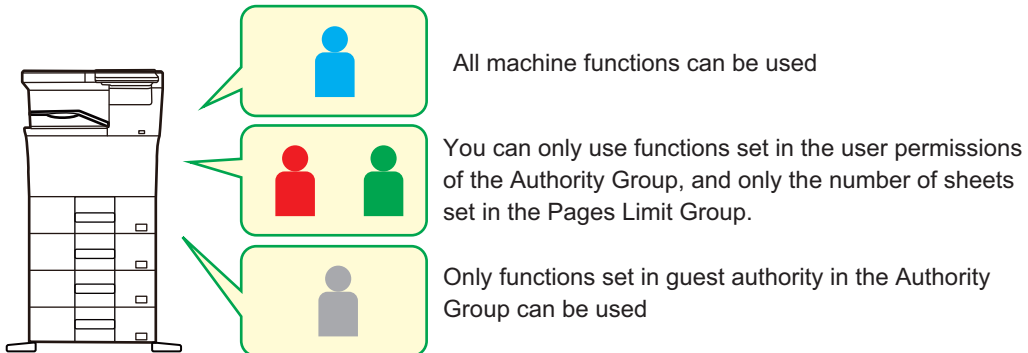 All machine functions can be used
You can only use functions set in the user permissions
of the Authority Group, and only the number of sheets
set in the Pages Limit Group.
Only functions set in guest authority in the Authority
Group can be used